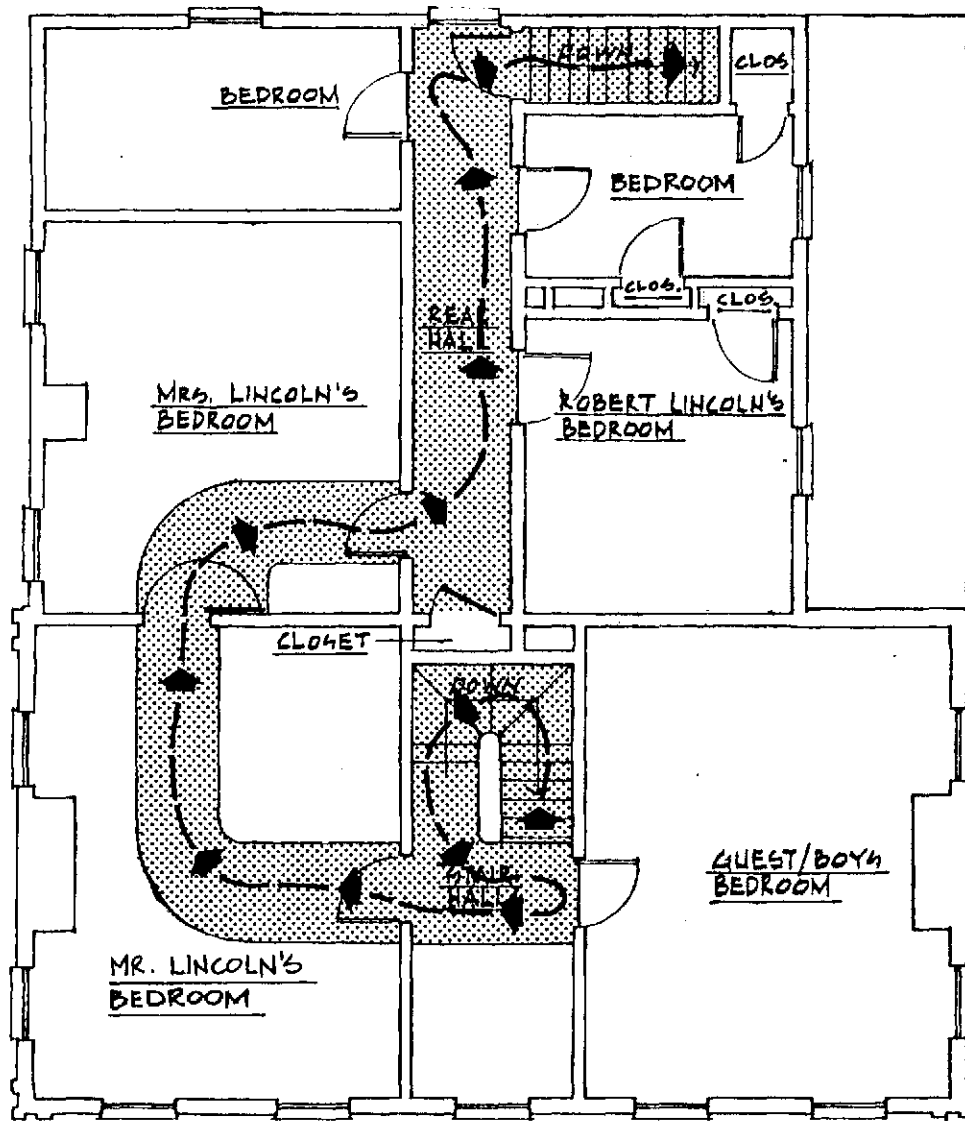 DOWN
CLOS
BEDROOM
BEDROOM
CLOS.
CLOS.
REAR
HALL
MRS. LINCOLN'S
BEDROOM
ROBERT LINCOLN'S
BEDROOM
CLOSET
DOWN
STAIR
HALL
GUEST/BOYS
BEDROOM
MR. LINCOLN'S
BEDROOM